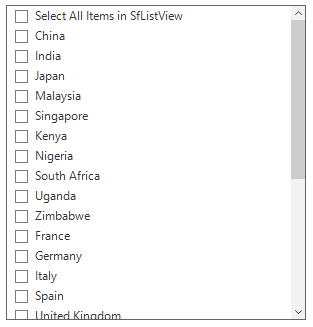 Select All Items in SfListView
China
India
Japan
Malaysia
Singapore
Kenya
Nigeria
South Africa
Uganda
Zimbabwe
France
Germany
Italy
Spain
United Kingdom